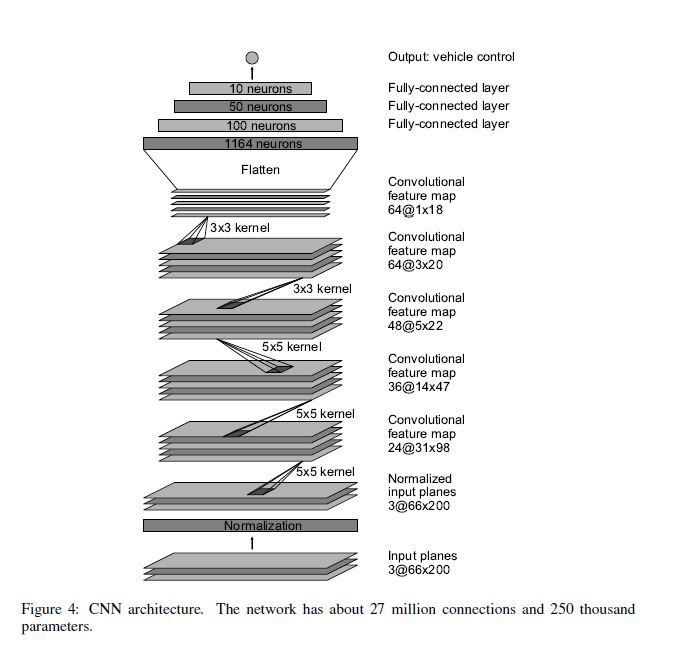 Output: vehicle control
10 neurons
Fully-connected layer
50 neurons
Fully-connected layer
100 neurons
Fully-connected layer
1164 neurons
Flatten
Convolutional
feature map
64@1x18
3x3 kernel
Convolutional
feature map
64@3x20
3x3 kernel
Convolutional
feature map
48@5x22
5x5 kernel
Convolutional
feature map
36@14x47
5x5 kernel
Convolutional
feature map
24@31x98
5x5 kernel
Normalized
input planes
3@66x200
Normalization
Input planes
3@66x200
Figure 4: CNN architecture. The network has about 27 million connections and 250 thousand
parameters.